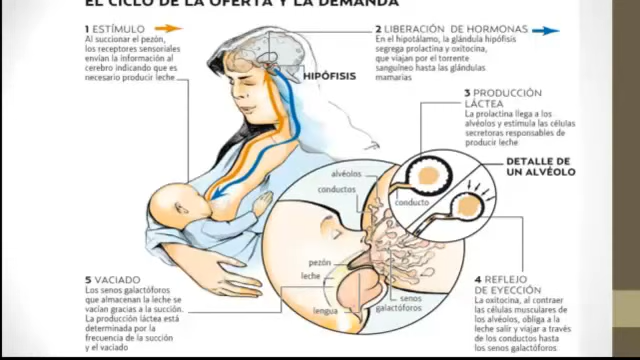 EL CICLO DE LA OFERTA Y LA DEMANDA
1 ESTÍMULO
Al succionar el pezón,
los receptores sensoriales
envían la información al
cerebro indicando que es
necesario producir leche
2 LIBERACIÓN DE HORMONAS
En el hipotálamo, la glándula hipófisis
segrega prolactina y oxitocina,
que viajan por el torrente
sanguíneo hasta las glándulas
mamarias
HIPÓFISIS
3 PRODUCCIÓN
LÁCTEA
La prolactina llega a los
alvéolos y estimula las células
secretoras responsables de
producir leche
DETALLE DE
UN ALVÉOLO
alvéolos
conductos
conducto
pezón
leche
lengua
senos
galactóforos
4 REFLEJO
DE EYECCIÓN
La oxitocina, al contraer
las células musculares de
los alvéolos, obliga a la
leche salir y viajar a través
de los conductos hasta
los senos galactóforos
5 VACIADO
Los senos galactóforos
que almacenan la leche se
vacían gracias a la succión.
La producción láctea está
determinada por la
frecuencia de la succión
y el vaciado